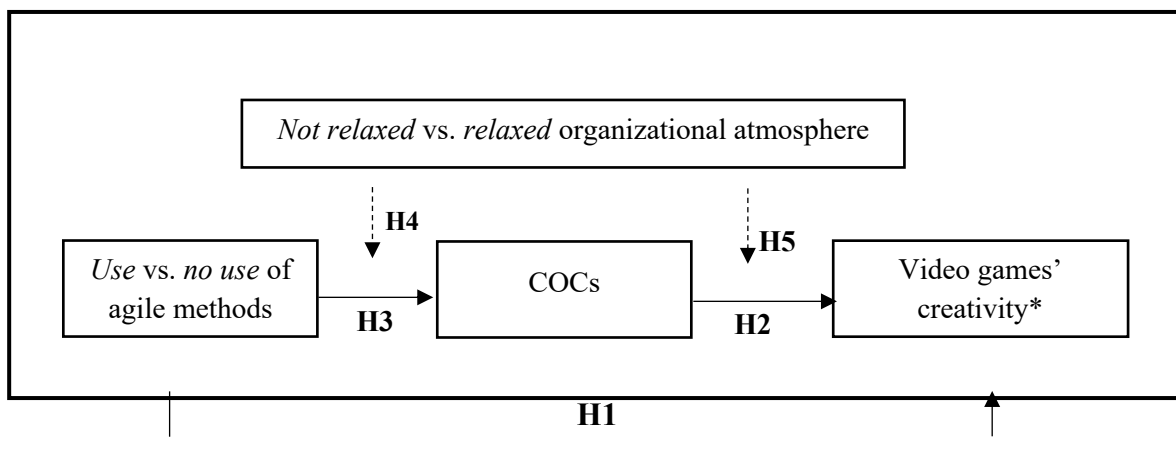 Not relaxed vs. relaxed organizational atmosphere
H4
H5
Use vs. no use of
agile methods
COCs
Video games’
creativity*
H3
H2
H1